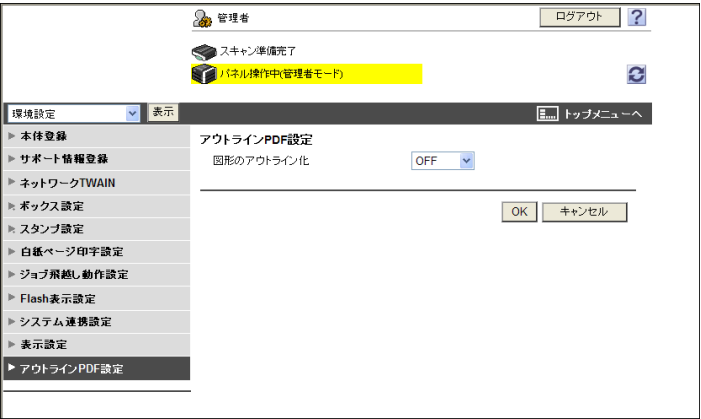 管理者
ログアウト
?
スキャン準備完了
パネル操作中(管理者モード)
環境設定
表示
トップメニューへ
本体登録
サポート情報登録
ネットワークTWAIN
ボックス設定
スタンプ設定
白紙ページ印字設定
ジョブ飛越し動作設定
Flash表示設定
システム連携設定
表示設定
アウトラインPDF設定
アウトラインPDF設定
図形のアウトライン化
OFF
OK
キャンセル